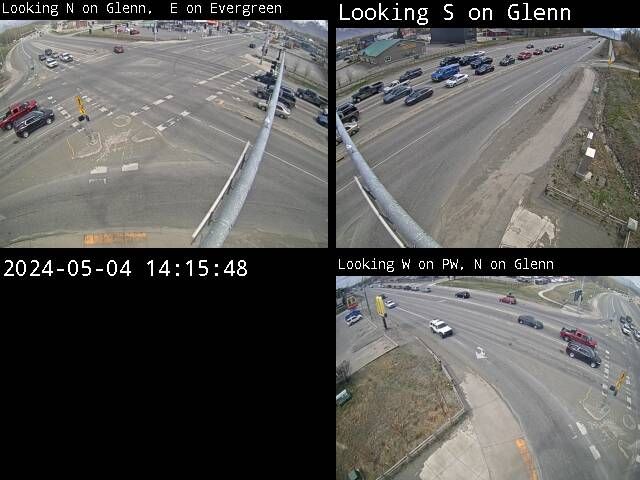 Looking N on Glenn,  E on Evergreen
Looking S on Glenn
2024-05-04 14:15:48
Looking W on PW, N on Glenn